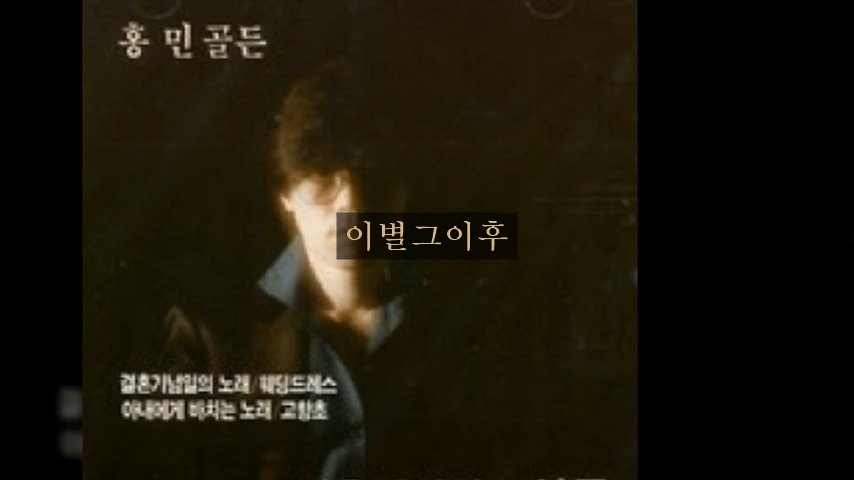 홍 민 골든
이별그이후
결혼기념일의 노래/웨딩드레스
아내에게 바치는 노래/고향초